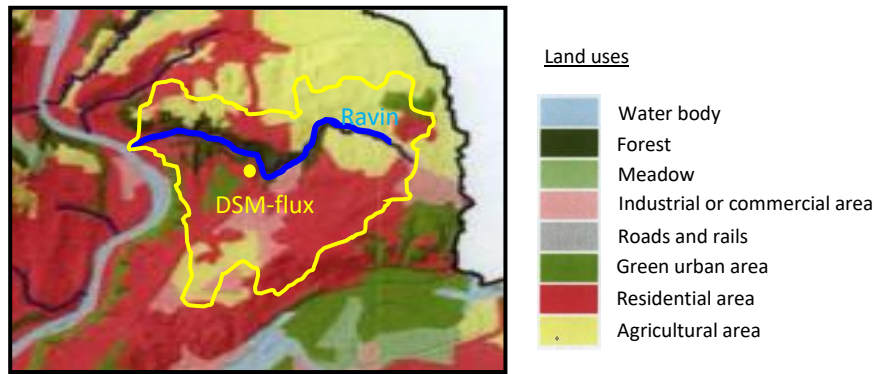 Ravin
DSM-flux
Land uses
Water body
Forest
Meadow
Industrial or commercial area
Roads and rails
Green urban area
Residential area
Agricultural area